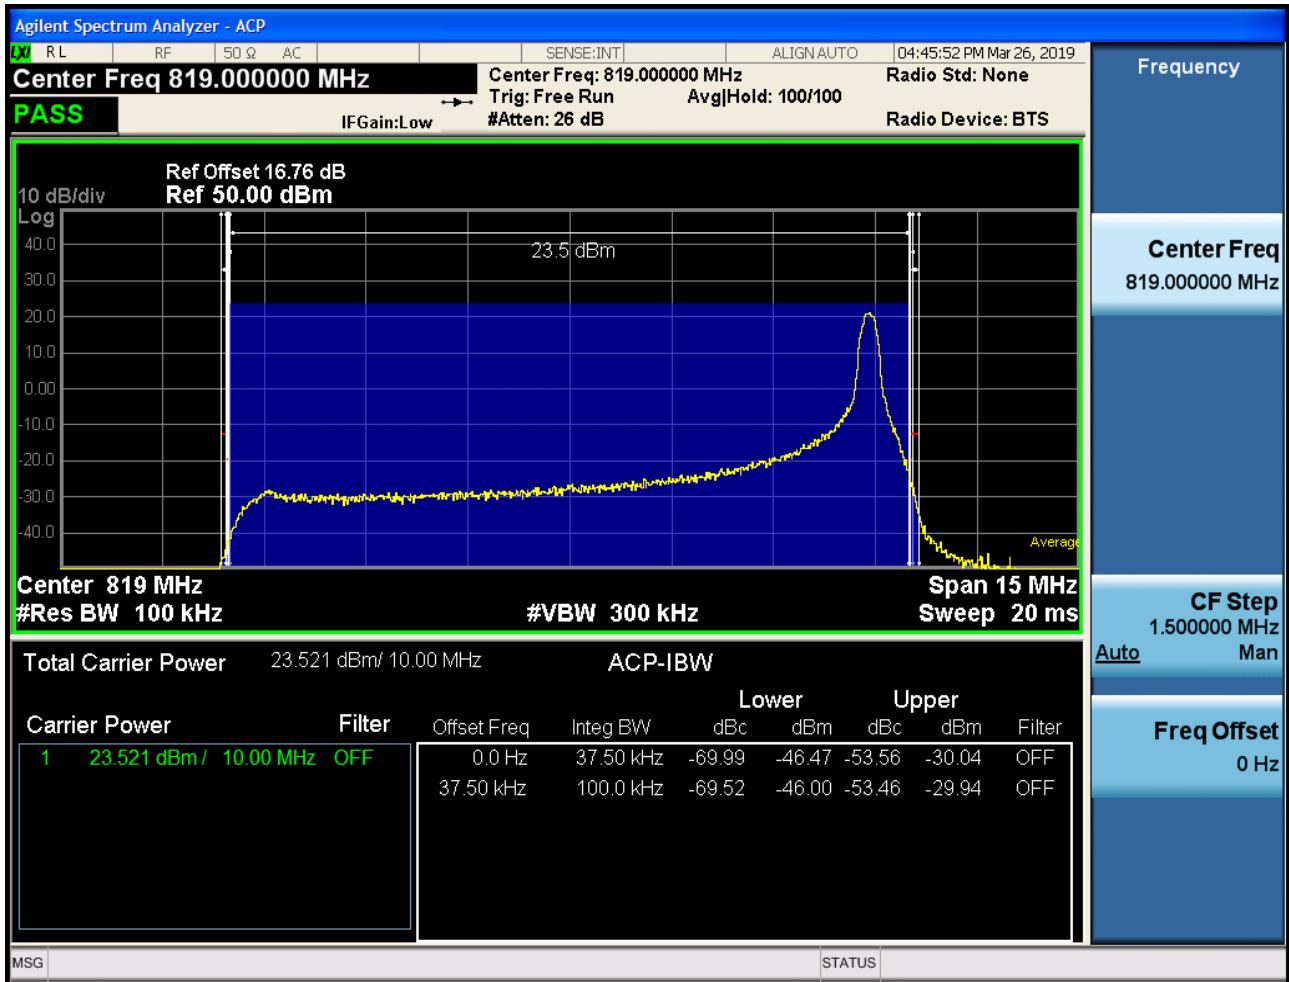 Agilent Spectrum Analyzer - ACP
LXI RL RF 50 Ω AC SENSE:INT ALIGN AUTO 04:45:52 PM Mar 26, 2019
Center Freq 819.000000 MHz
Center Freq: 819.000000 MHz
Radio Std: None
Trig: Free Run
Avg|Hold: 100/100
PASS
IFGain:Low
#Atten: 26 dB
Radio Device: BTS
Ref Offset 16.76 dB
10 dB/div
Ref 50.00 dBm
Log
40.0
23.5 dBm
30.0
20.0
10.0
0.00
-10.0
-20.0
-30.0
-40.0
Average
Center 819 MHz
Span 15 MHz
#Res BW 100 kHz
#VBW 300 kHz
Sweep 20 ms
Total Carrier Power 23.521 dBm/ 10.00 MHz
ACP-IBW
Lower Upper
Carrier Power Filter
Offset Freq Integ BW dBc dBm dBc dBm Filter
1 23.521 dBm / 10.00 MHz OFF
0.0 Hz 37.50 kHz -69.99 -46.47 -53.56 -30.04 OFF
37.50 kHz 100.0 kHz -69.52 -46.00 -53.46 -29.94 OFF
Frequency
Center Freq
819.000000 MHz
CF Step
1.500000 MHz
Auto Man
Freq Offset
0 Hz
MSG STATUS